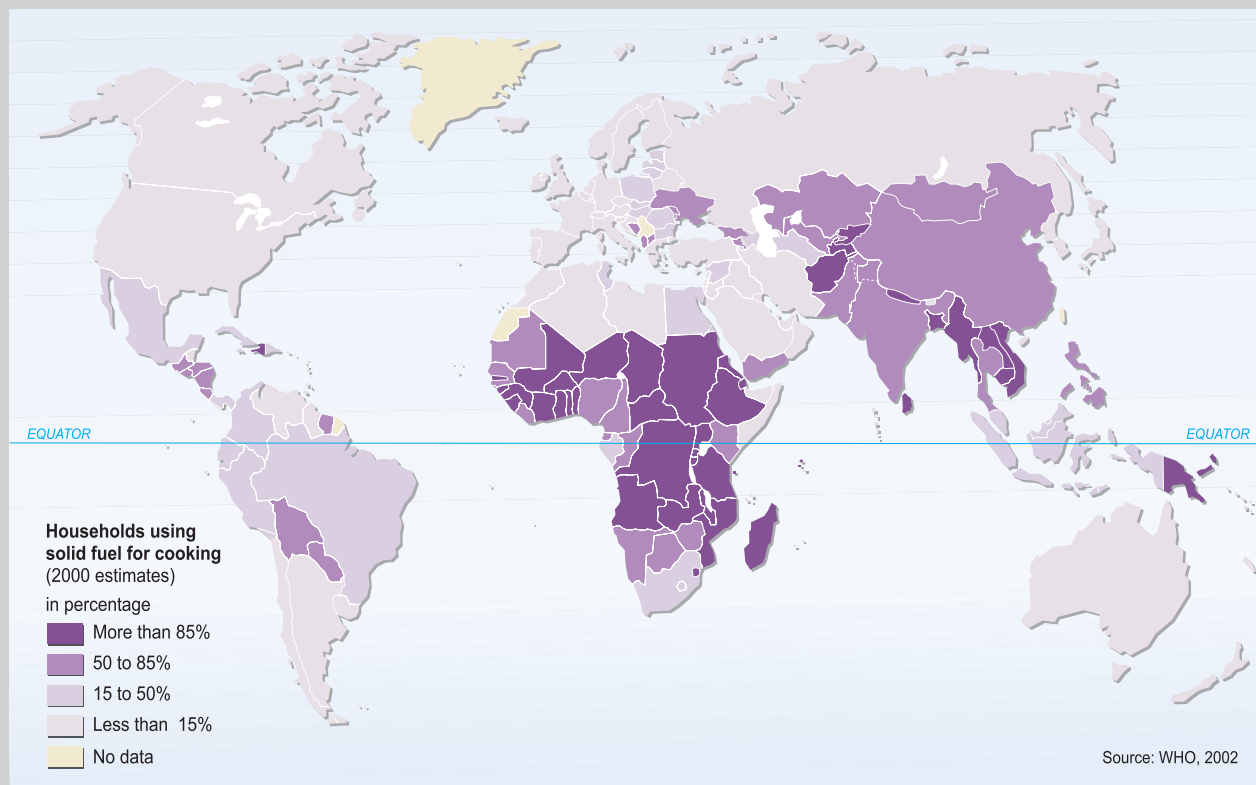 EQUATOR
EQUATOR
Households using
solid fuel for cooking
(2000 estimates)
in percentage
More than 85%
50 to 85%
15 to 50%
Less than 15%
No data
Source: WHO, 2002